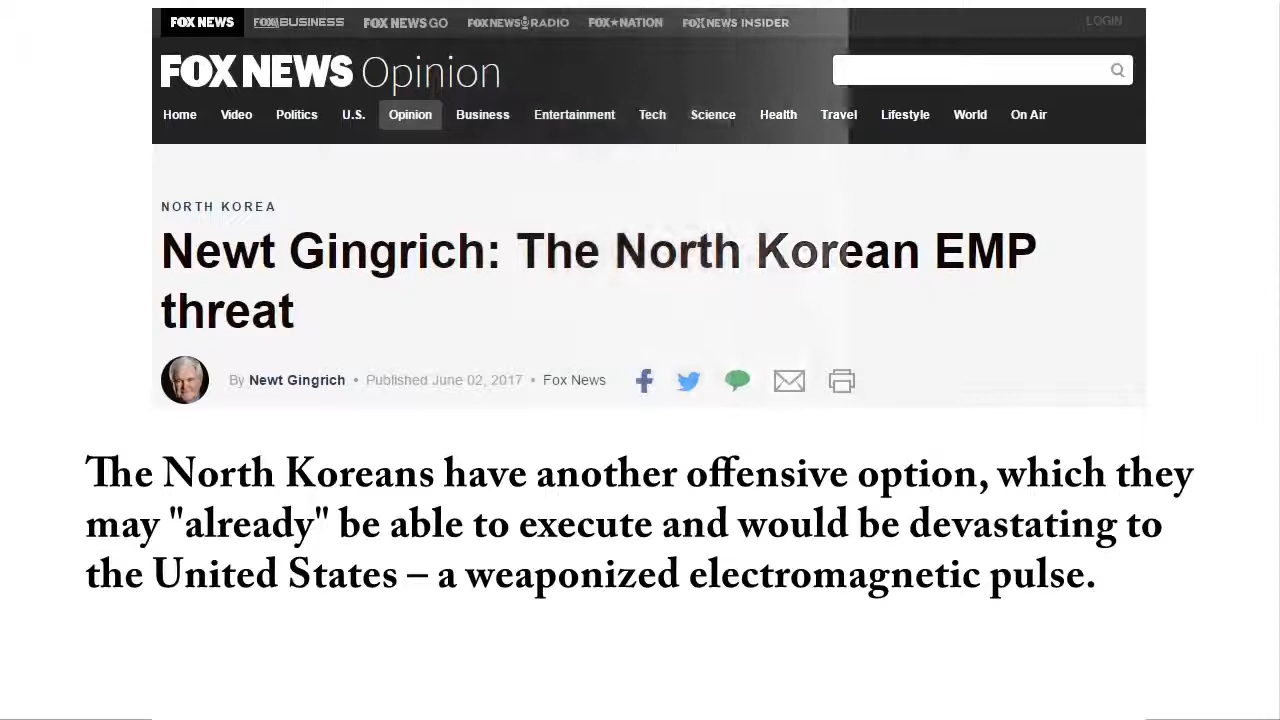 FOX NEWS FOX BUSINESS FOX NEWS GO FOX NEWS RADIO FOX NATION FOX NEWS INSIDER LOGIN
FOX NEWS Opinion
Home Video Politics U.S. Opinion Business Entertainment Tech Science Health Travel Lifestyle World On Air
NORTH KOREA
Newt Gingrich: The North Korean EMP
threat
By Newt Gingrich • Published June 02, 2017 • Fox News
The North Koreans have another offensive option, which they
may "already" be able to execute and would be devastating to
the United States – a weaponized electromagnetic pulse.